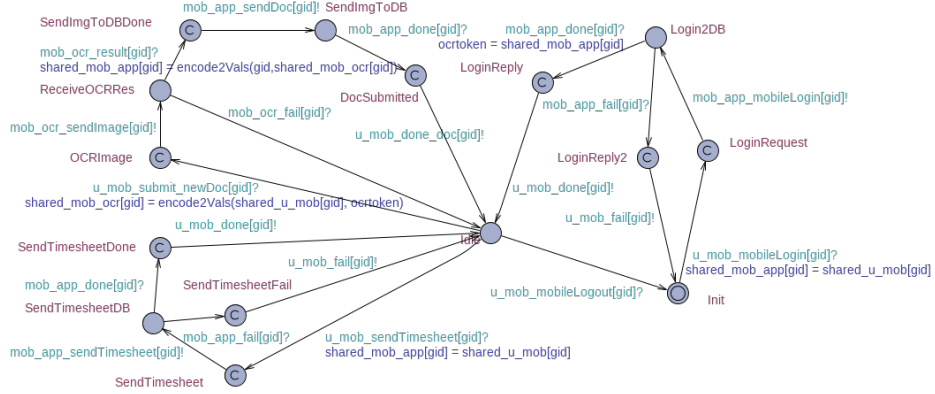 mob_app_sendDoc[gid]!
SendImgToDB
SendImgToDBDone
mob_app_done[gid]?
mob_app_done[gid]?
ocrtoken = shared_mob_app[gid]
Login2DB
mob_ocr_result[gid]?
shared_mob_app[gid] = encode2Vals(gid,shared_mob_ocr[gid])
LoginReply
ReceiveOCRRes
DocSubmitted
mob_app_fail[gid]?
mob_app_mobileLogin[gid]!
mob_ocr_fail[gid]?
mob_ocr_sendImage[gid]!
u_mob_done_doc[gid]!
C
C
C
C
C
C
OCRImage
LoginReply2
LoginRequest
u_mob_submit_newDoc[gid]?
shared_mob_ocr[gid] = encode2Vals(shared_u_mob[gid], ocrtoken)
u_mob_done[gid]!
u_mob_done[gid]!
u_mob_fail[gid]!
SendTimesheetDone
C
Idle
u_mob_fail[gid]!
u_mob_mobileLogin[gid]?
shared_mob_app[gid] = shared_u_mob[gid]
mob_app_done[gid]?
SendTimesheetFail
u_mob_mobileLogout[gid]?
Init
SendTimesheetDB
C
mob_app_fail[gid]?
u_mob_sendTimesheet[gid]?
shared_mob_app[gid] = shared_u_mob[gid]
mob_app_sendTimesheet[gid]!
C
SendTimesheet